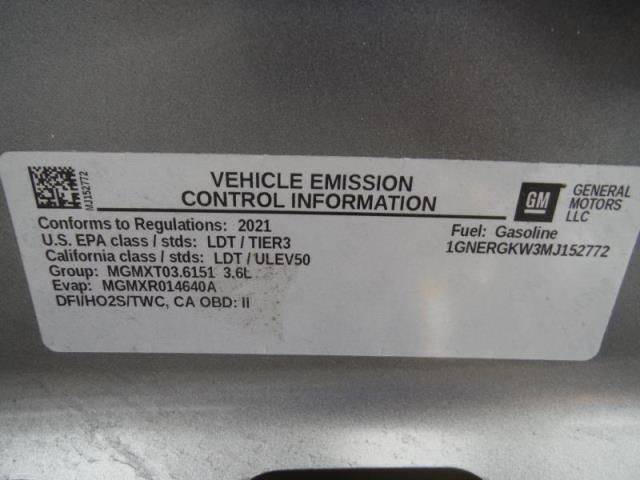 MJ152772
VEHICLE EMISSION
CONTROL INFORMATION
GM
GENERAL
MOTORS
LLC
Conforms to Regulations: 2021
U.S. EPA class / stds: LDT / TIER3
California class / stds: LDT / ULEV50
Group: MGMXT03.6151 3.6L
Evap: MGMXR014640A
DFI/HO2S/TWC, CA OBD: II
Fuel: Gasoline
1GNERGKW3MJ152772